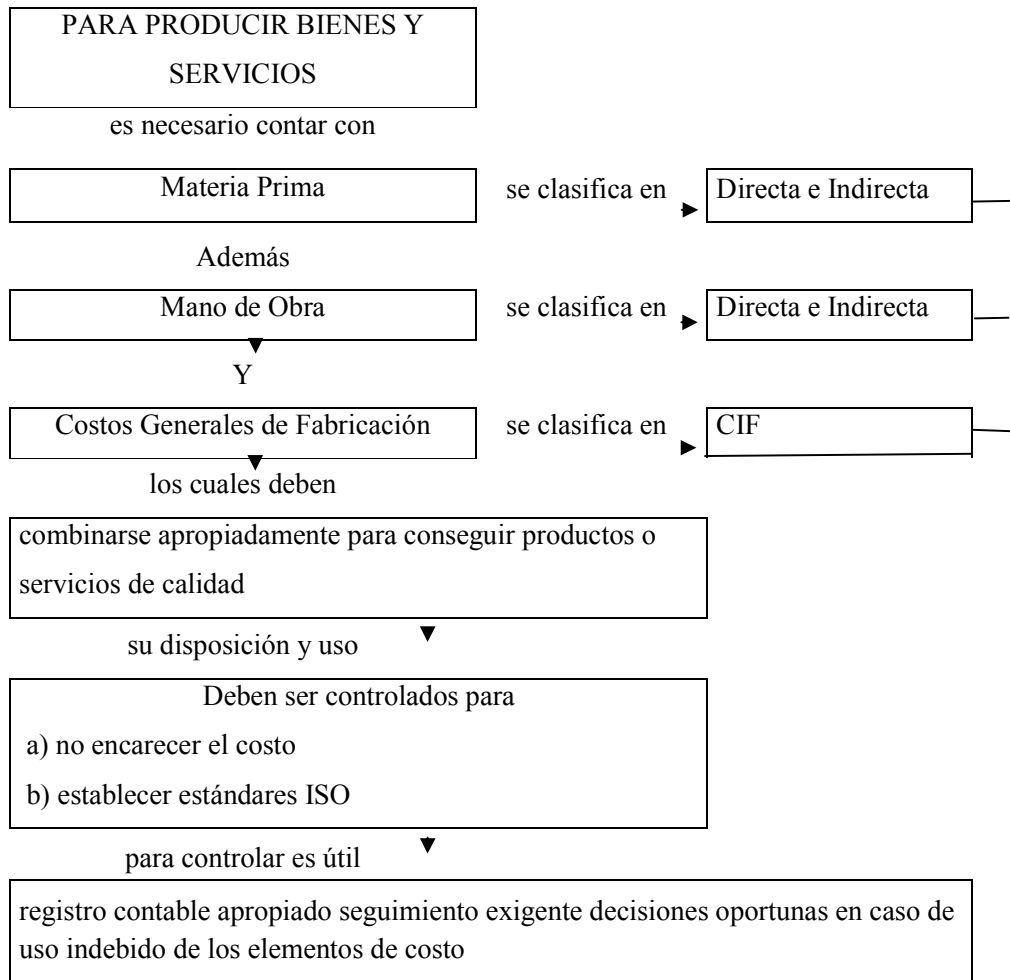 PARA PRODUCIR BIENES Y
SERVICIOS
es necesario contar con
Materia Prima
se clasifica en
Directa e Indirecta
Además
Mano de Obra
se clasifica en
Directa e Indirecta
Y
Costos Generales de Fabricación
se clasifica en
CIF
los cuales deben
combinarse apropiadamente para conseguir productos o
servicios de calidad
su disposición y uso
Deben ser controlados para
a) no encarecer el costo
b) establecer estándares ISO
para controlar es útil
registro contable apropiado seguimiento exigente decisiones oportunas en caso de
uso indebido de los elementos de costo